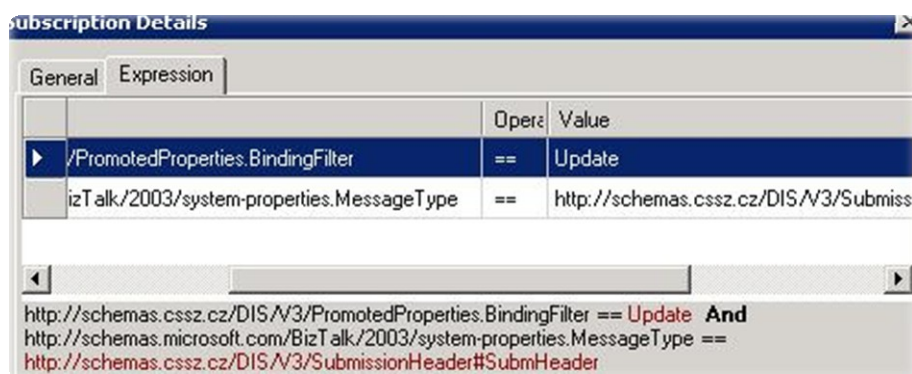 ubscription Details
General Expression
Opera Value
/PromotedProperties.BindingFilter == Update
izTalk/2003/system-properties.MessageType == http://schemas.cssz.cz/DIS/V3/Submiss
http://schemas.cssz.cz/DIS/V3/PromotedProperties.BindingFilter == Update And
http://schemas.microsoft.com/BizTalk/2003/system-properties.MessageType ==
http://schemas.cssz.cz/DIS/V3/SubmissionHeader#SubmHeader